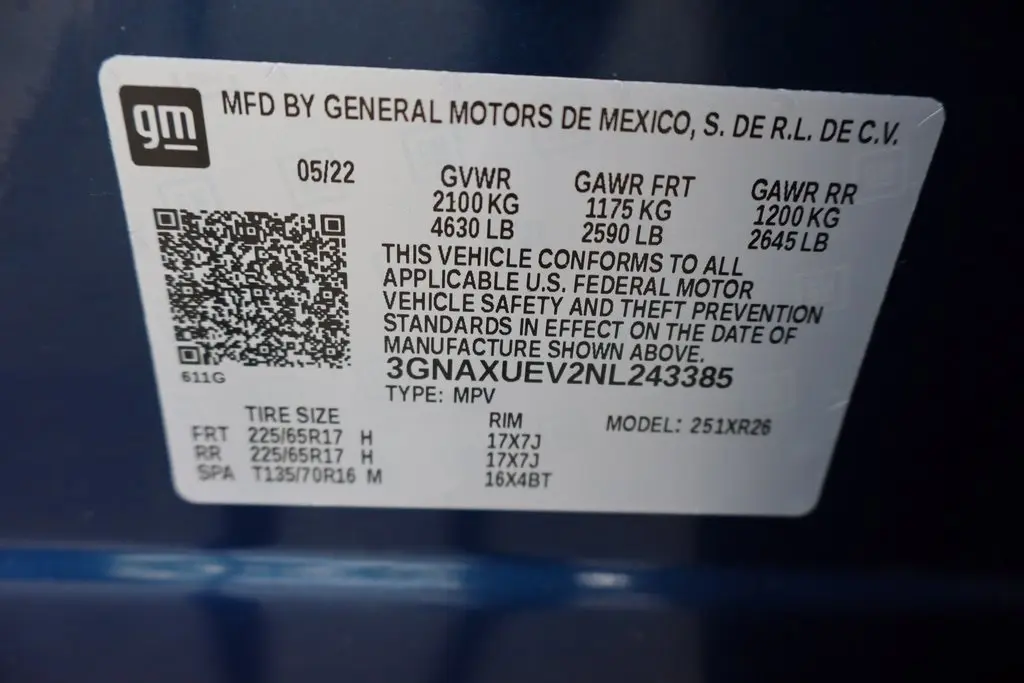 gm
MFD BY GENERAL MOTORS DE MEXICO, S. DE R.L. DE C.V.
05/22
GVWR GAWR FRT GAWR RR
2100 KG 1175 KG 1200 KG
4630 LB 2590 LB 2645 LB
THIS VEHICLE CONFORMS TO ALL
APPLICABLE U.S. FEDERAL MOTOR
VEHICLE SAFETY AND THEFT PREVENTION
STANDARDS IN EFFECT ON THE DATE OF
MANUFACTURE SHOWN ABOVE.
611G
3GNAXUEV2NL243385
TYPE: MPV
TIRE SIZE RIM MODEL: 251XR26
FRT 225/65R17 H 17X7J
RR 225/65R17 H 17X7J
SPA T135/70R16 M 16X4BT